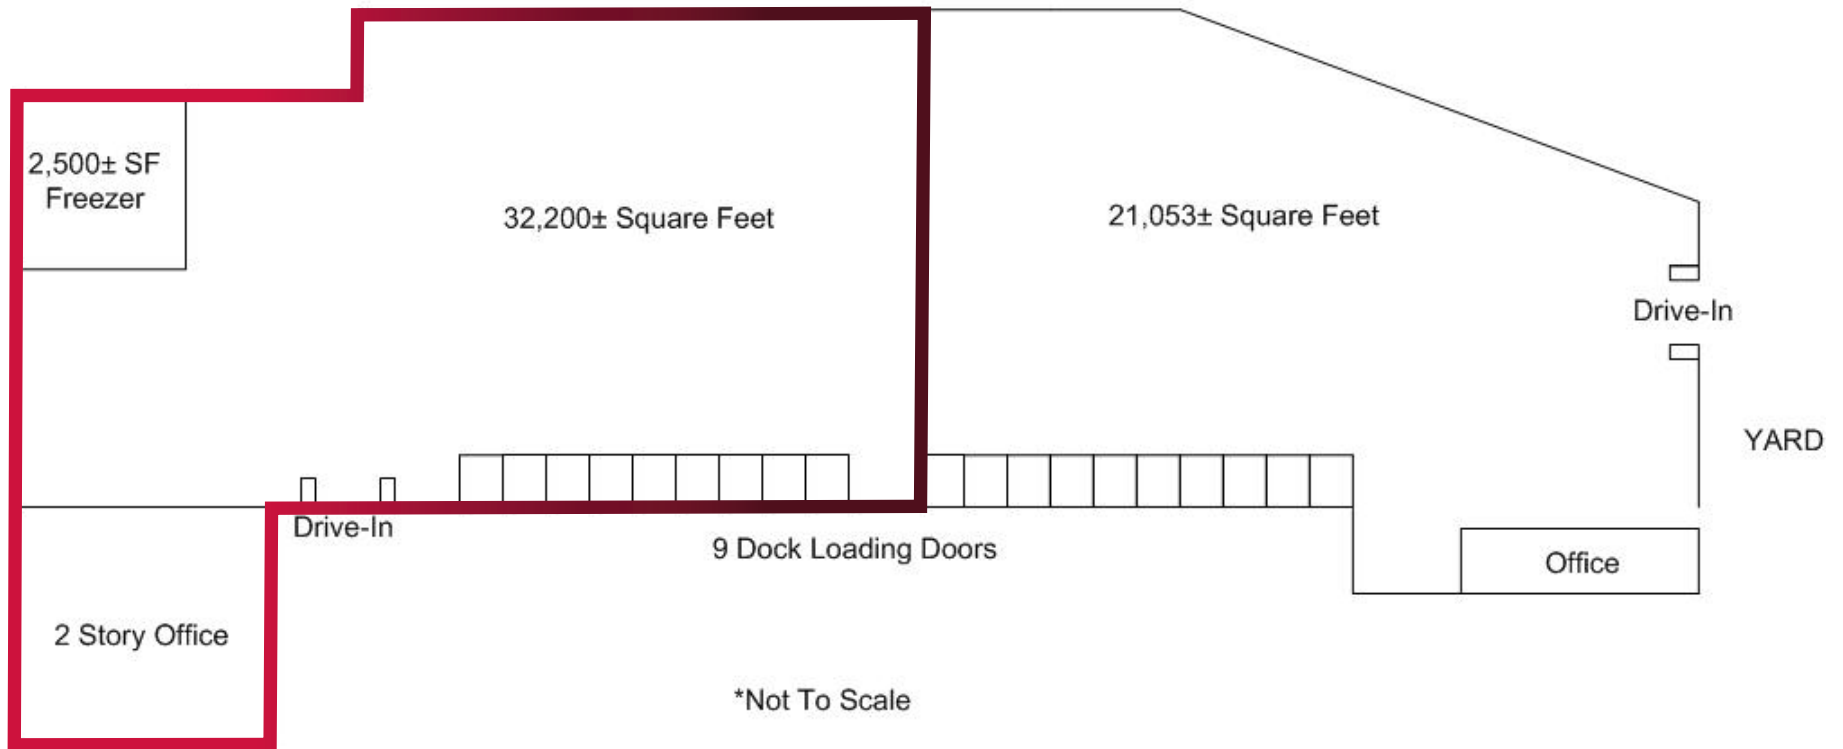 2,500± SF
Freezer
32,200± Square Feet
21,053± Square Feet
Drive-In
YARD
Drive-In
9 Dock Loading Doors
Office
2 Story Office
*Not To Scale